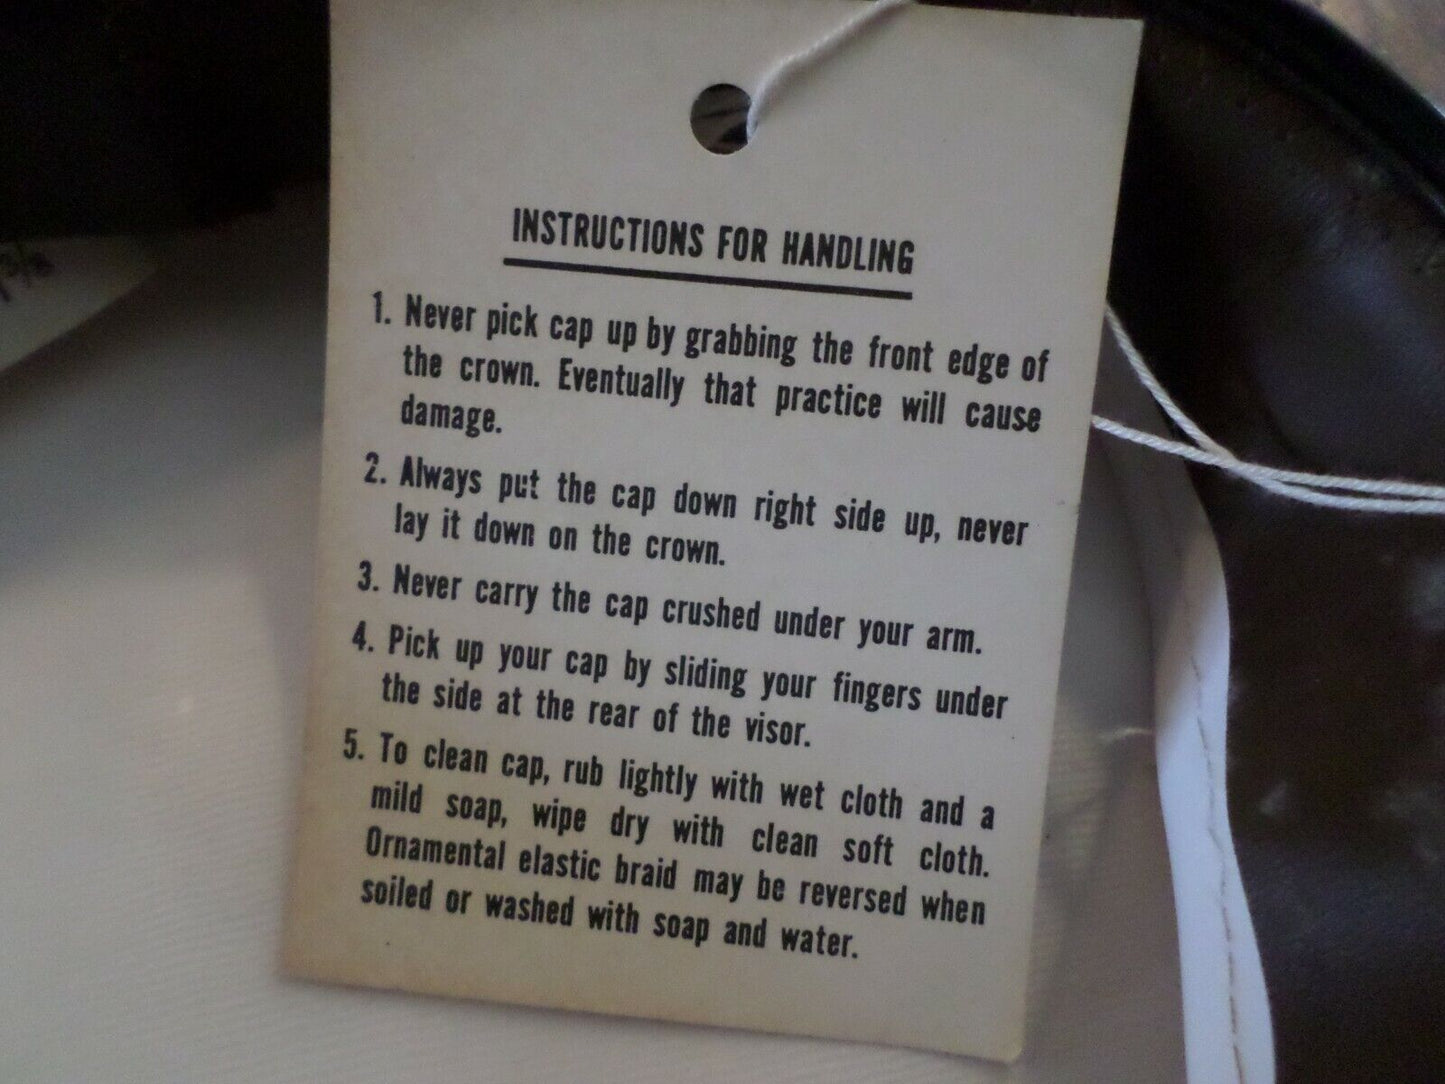 INSTRUCTIONS FOR HANDLING
1. Never pick cap up by grabbing the front edge of
the crown. Eventually that practice will cause
damage.
2. Always put the cap down right side up, never
lay it down on the crown.
3. Never carry the cap crushed under your arm.
4. Pick up your cap by sliding your fingers under
the side at the rear of the visor.
5. To clean cap, rub lightly with wet cloth and a
mild soap, wipe dry with clean soft cloth.
Ornamental elastic braid may be reversed when
soiled or washed with soap and water.